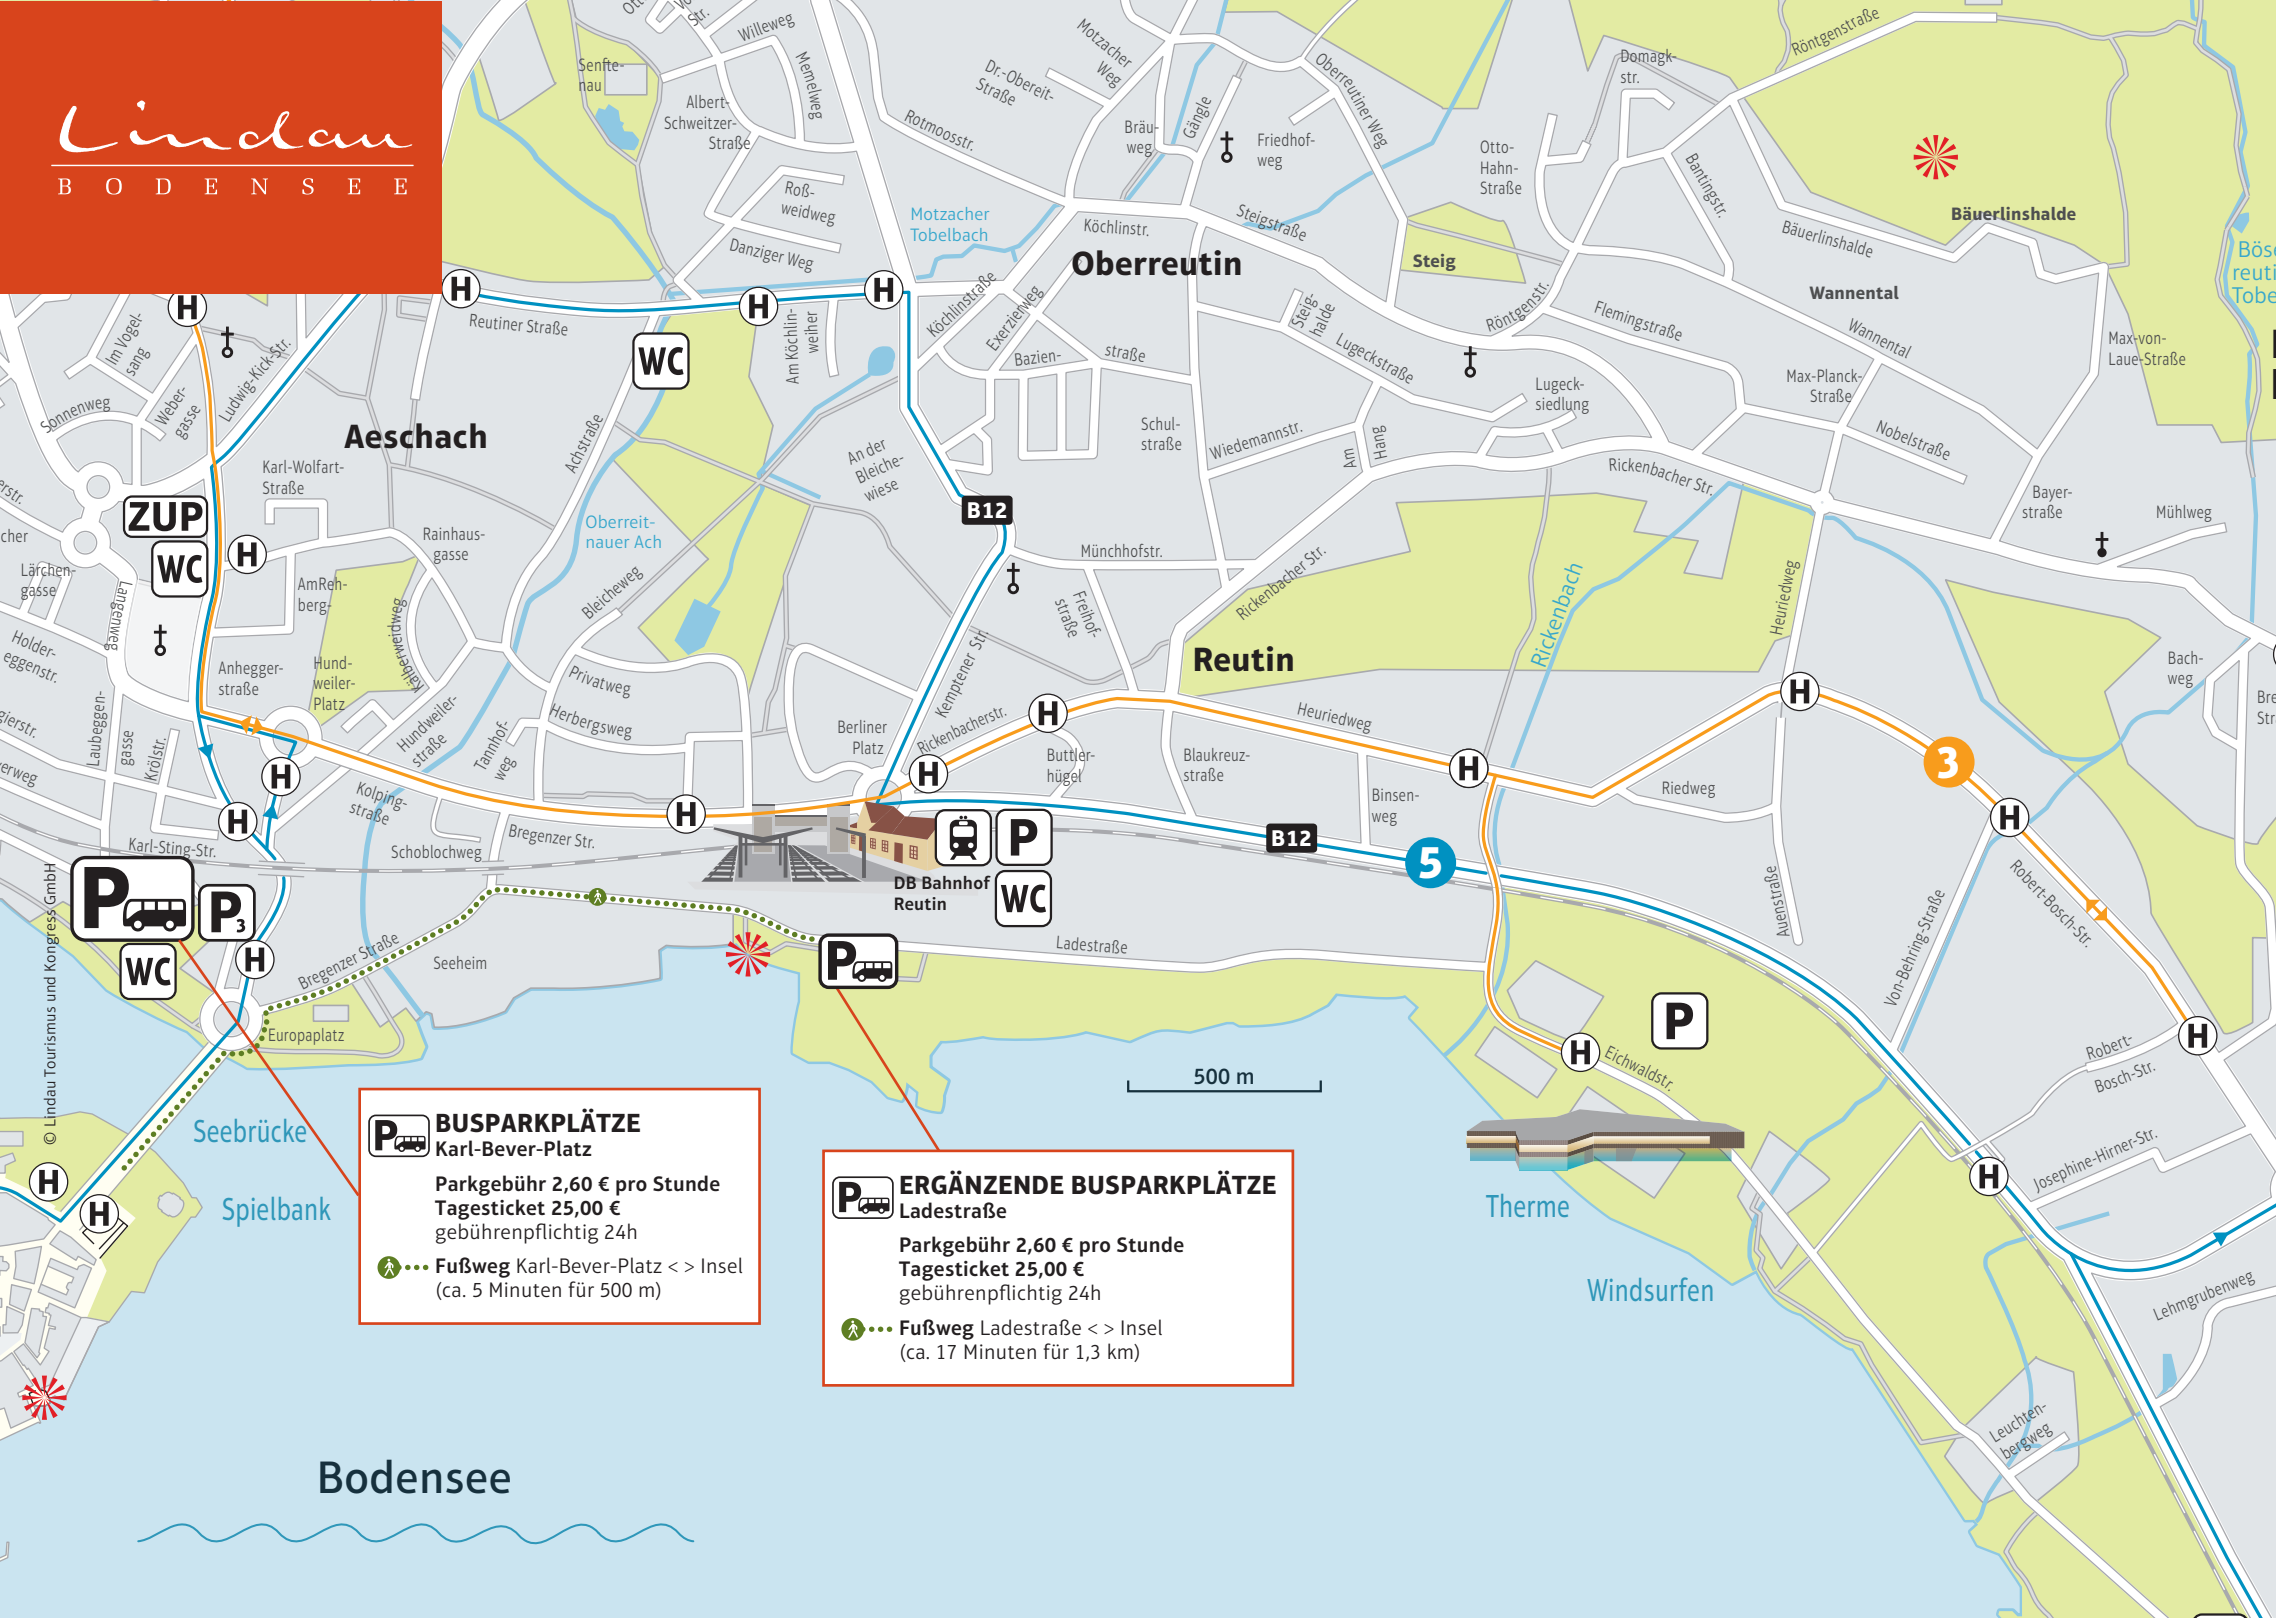 Lindau
BODENSEE
Willeweg
Str.
Memelweg
Senfte-
nau
Albert-
Schweitzer-
Straße
Roß-
weidweg
Danziger Weg
Rotmoosstr.
Dr.-Obereit-
Straße
Motzacher
Weg
Bräu-
weg
Gängle
Friedhof-
weg
Oberreutiner Weg
Otto-
Hahn-
Straße
Domagk-
str.
Röntgenstraße
Bantingstr.
Bäuerlinshalde
Bäuerlinshalde
Motzacher
Tobelbach
Köchlinstr.
Oberreutin
Steigstraße
Steig
Wannental
Wannental
Max-von-
Laue-Straße
H
H
H
H
Reutiner Straße
WC
Am Köchlin-
weiher
Köchlinstraße
Exerzierweg
Bazien-
straße
Steig-
halde
Lugeckstraße
Röntgenstr.
Flemingstraße
Lugeck-
siedlung
Max-Planck-
Straße
Nobelstraße
Im Vogel-
sang
Weber-
gasse
Ludwig-Kick-Str.
Sonnenweg
Aeschach
Achstraße
Karl-Wolfart-
Straße
An der
Bleiche-
wiese
Schul-
straße
Wiedemannstr.
Am
Hang
Rickenbacher Str.
Bayer-
straße
Mühlweg
ZUP
WC
H
Rainhaus-
gasse
Oberreit-
nauer Ach
B12
Münchhofstr.
Freihof-
straße
Rickenbacher Str.
Rickenbach
Heuriedweg
Lärchen-
gasse
Langenweg
AmReh-
berg-
Bleicheweg
Kälberweidweg
Holder-
eggenstr.
Anhegger-
straße
Hund-
weiler-
Platz
Privatweg
Kemptener Str.
Reutin
Bach-
weg
Laubeggen-
gasse
Krölstr.
Hundweiler-
straße
Tannhof-
weg
Herbergsweg
Berliner
Platz
Rickenbacherstr.
H
H
Buttler-
hügel
Blaukreuz-
straße
Heuriedweg
H
H
3
H
Riedweg
Binsen-
weg
H
H
H
Kolping-
straße
Schoblochweg
Bregenzer Str.
P
WC
DB Bahnhof
Reutin
B12
5
Karl-Sting-Str.
P
P3
WC
H
Bregenzer Straße
Seeheim
Europaplatz
P
Ladestraße
Auenstraße
Von-Behring-Straße
Robert-Bosch-Str.
H
Robert-
Bosch-Str.
P
H
Eichwaldstr.
500 m
Josephine-Hirner-Str.
H
Lehmgrubenweg
Leuchten-
bergweg
Therme
Windsurfen
© Lindau Tourismus und Kongress GmbH
Seebrücke
Spielbank
H
H
P
BUSPARKPLÄTZE
Karl-Bever-Platz
Parkgebühr 2,60 € pro Stunde
Tagesticket 25,00 €
gebührenpflichtig 24h
Fußweg Karl-Bever-Platz < > Insel
(ca. 5 Minuten für 500 m)
P
ERGÄNZENDE BUSPARKPLÄTZE
Ladestraße
Parkgebühr 2,60 € pro Stunde
Tagesticket 25,00 €
gebührenpflichtig 24h
Fußweg Ladestraße < > Insel
(ca. 17 Minuten für 1,3 km)
Bodensee